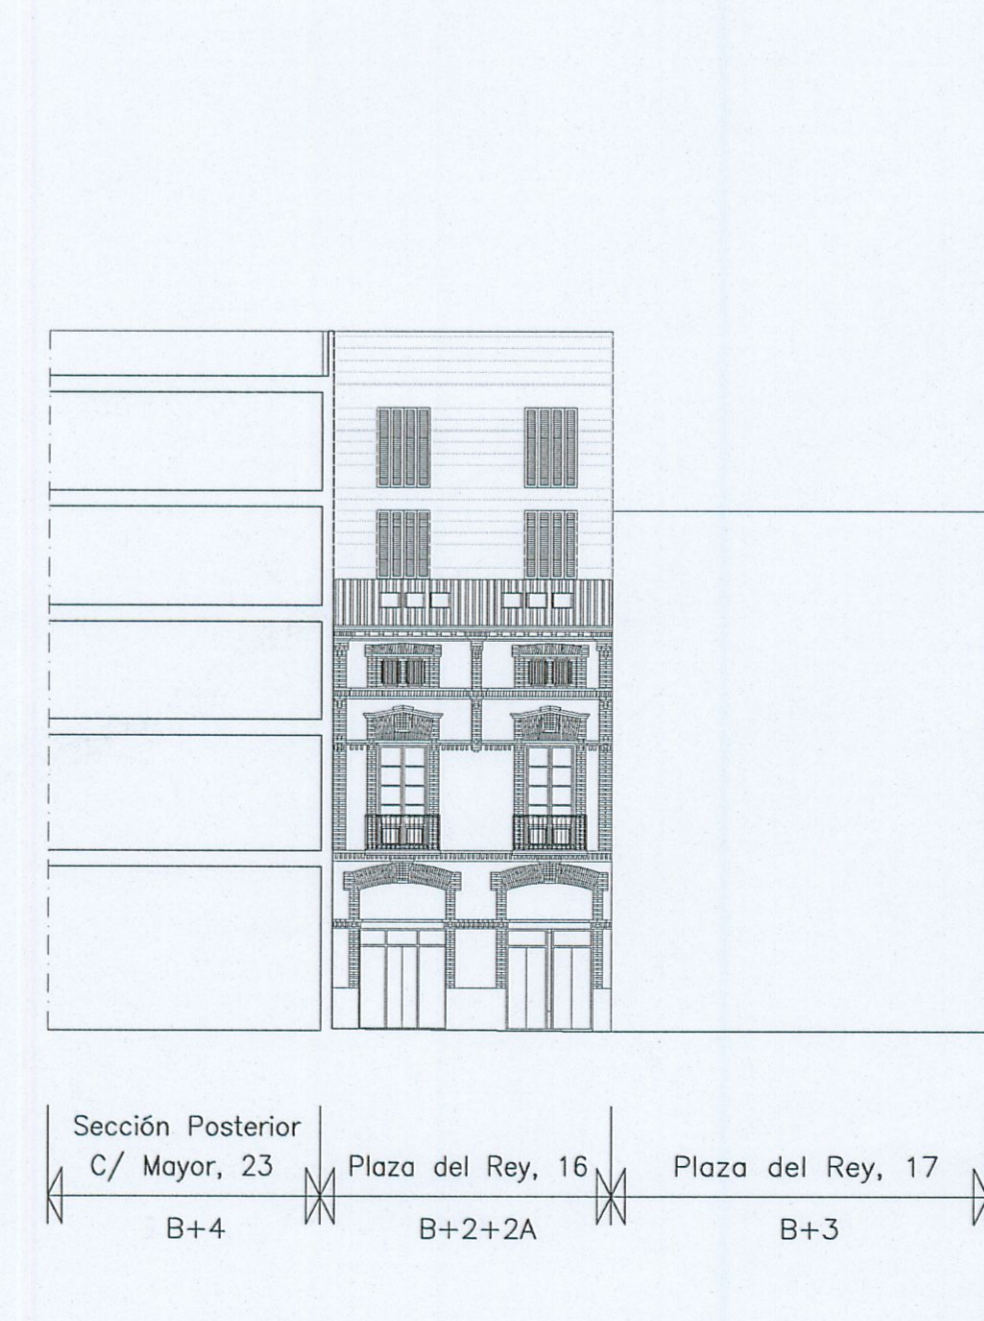 Sección Posterior
C/ Mayor, 23
Plaza del Rey, 16
Plaza del Rey, 17
B+4
B+2+2A
B+3